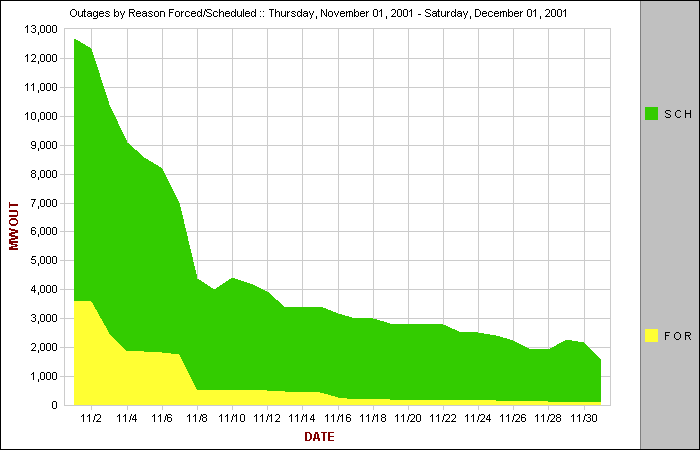 Outages by Reason Forced/Scheduled :: Thursday, November 01, 2001 - Saturday, December 01, 2001
13,000
12,000
11,000
10,000
9,000
8,000
7,000
6,000
5,000
4,000
3,000
2,000
1,000
0
MWOUT
11/2 11/4 11/6 11/8 11/10 11/12 11/14 11/16 11/18 11/20 11/22 11/24 11/26 11/28 11/30
DATE
SCH
FOR